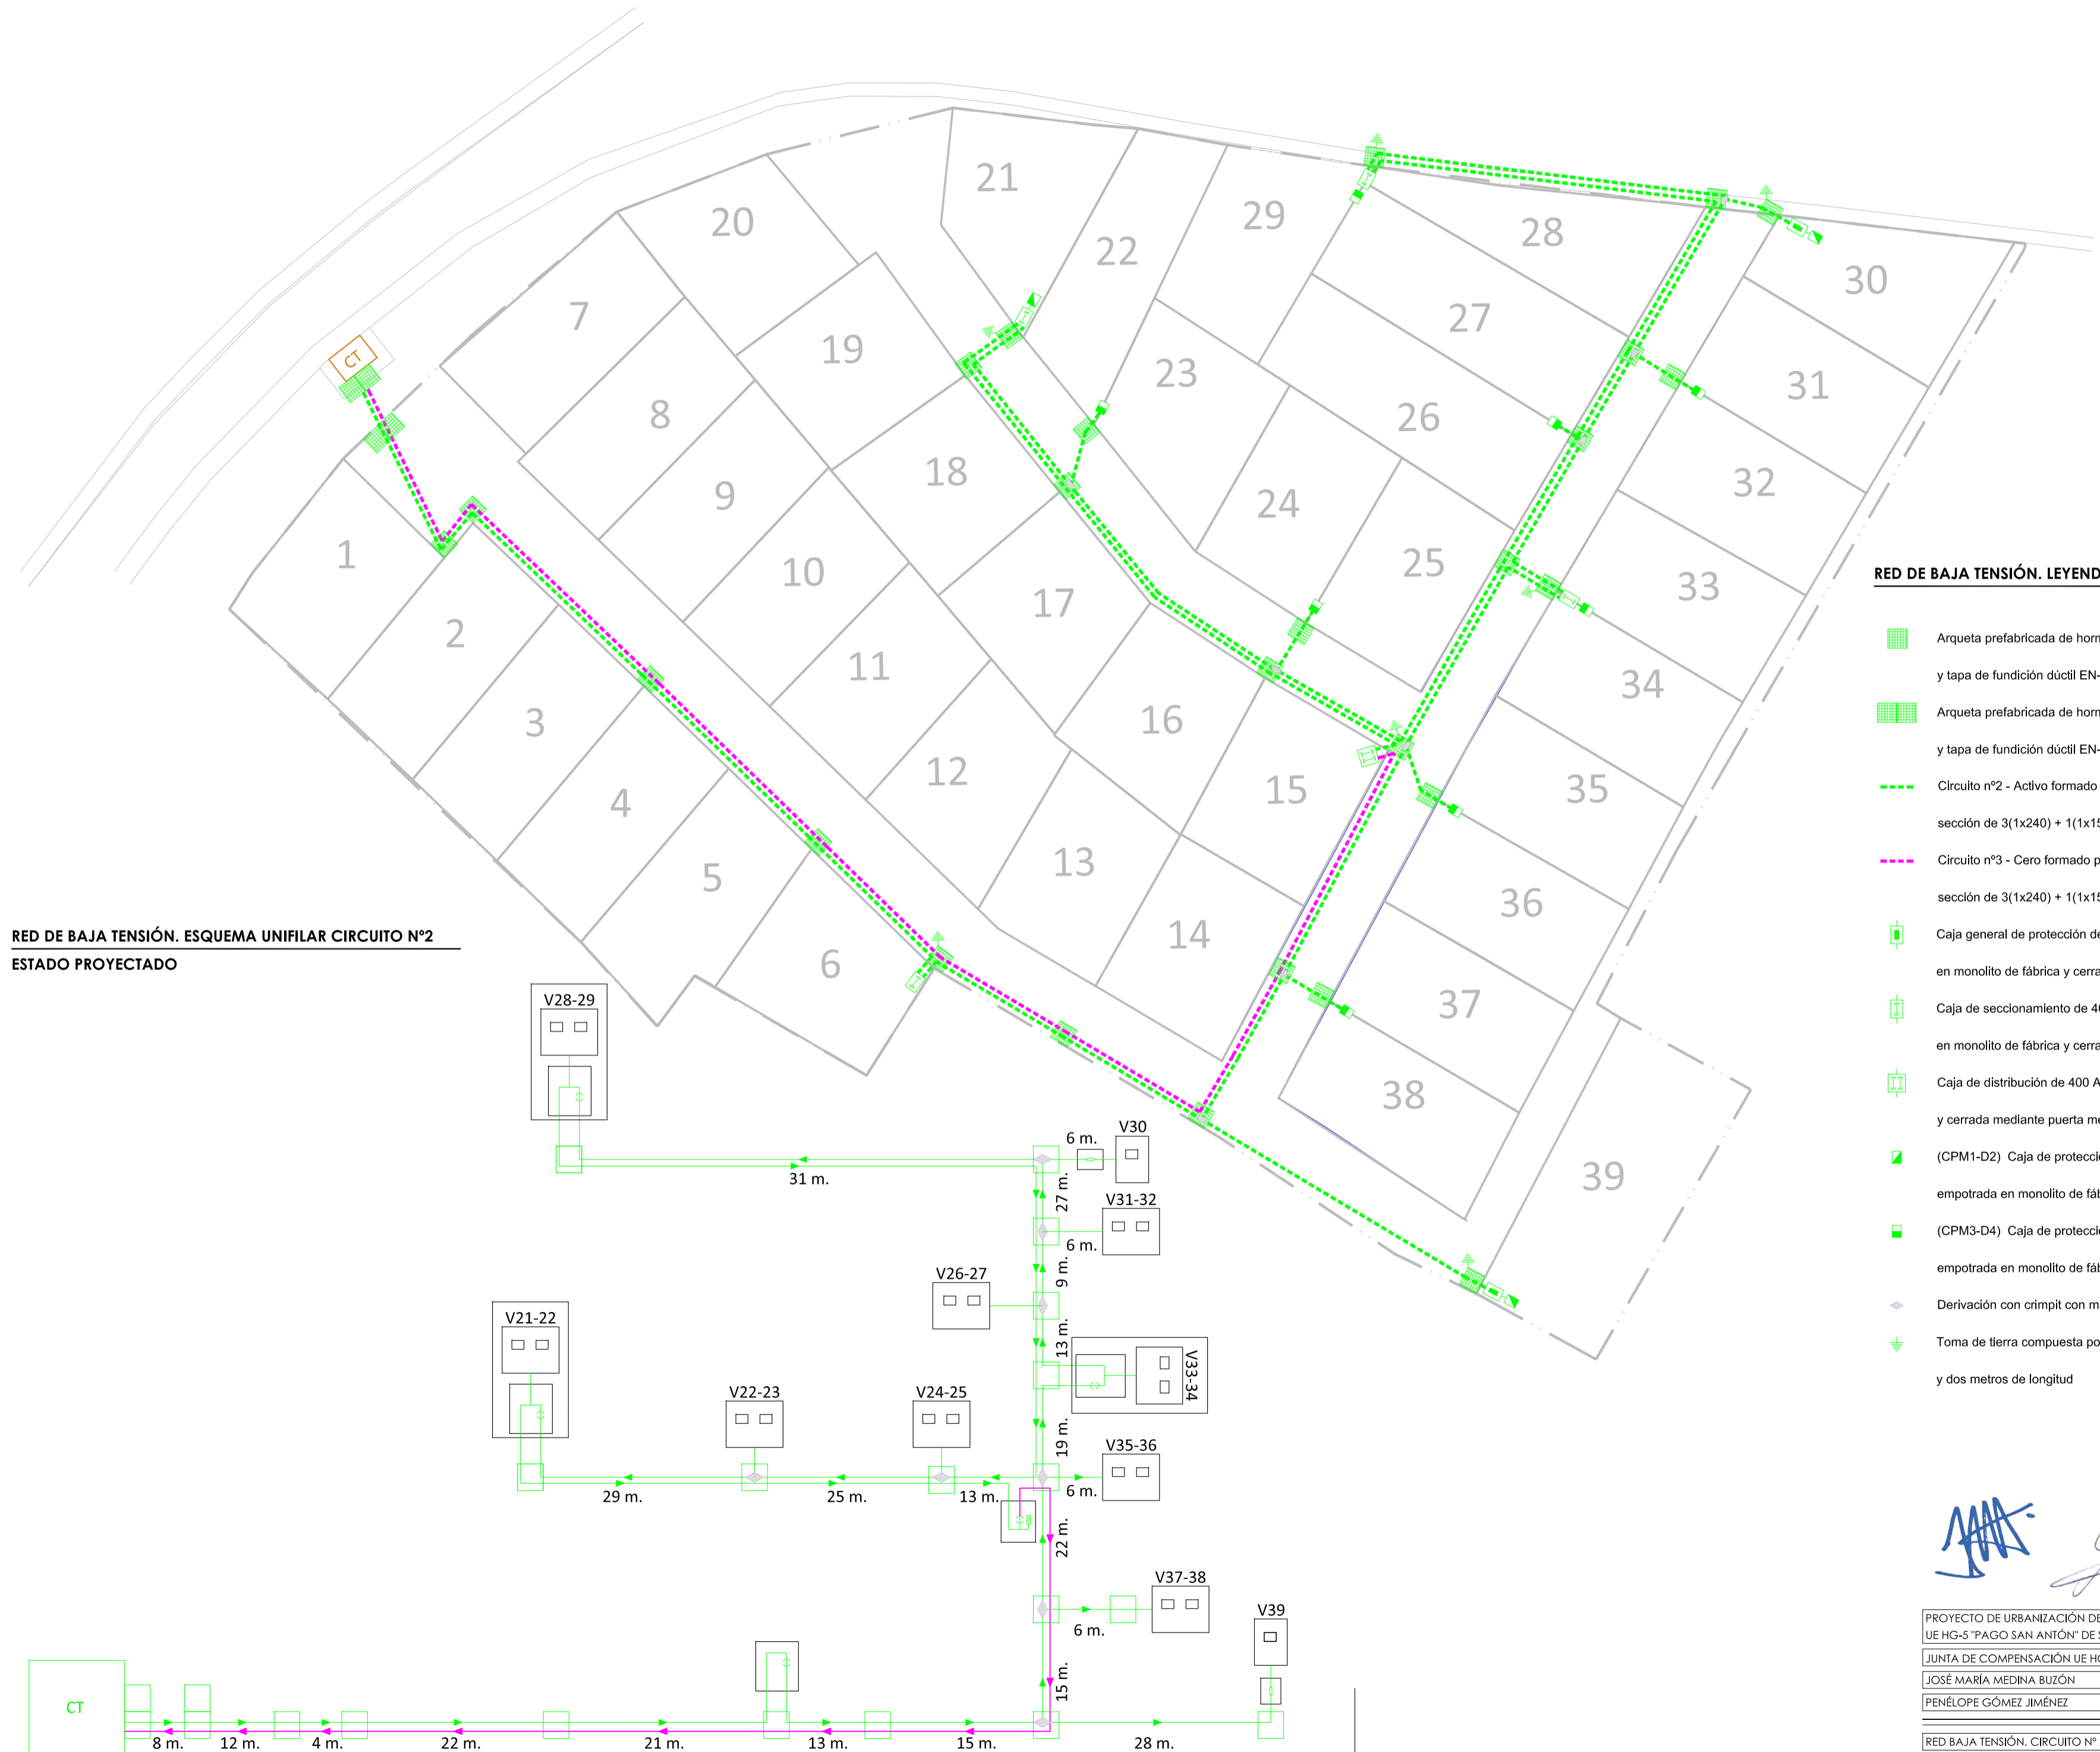 CT
1
2
3
4
5
6
7
8
9
10
11
12
13
14
15
16
17
18
19
20
21
22
23
24
25
26
27
28
29
30
31
32
33
34
35
36
37
38
39
RED DE BAJA TENSIÓN. LEYEND
Arqueta prefabricada de
y tapa de fundición dúctil EN-
Arqueta prefabricada de
y tapa de fundición dúctil EN-
Circuito nº2 - Activo formado
sección de 3(1x240) + 1(1x15
Circuito nº3 - Cero formado p
sección de 3(1x240) + 1(1x15
Caja general de protección de
en monolito de fábrica y cerra
Caja de seccionamiento de 40
en monolito de fábrica y cerra
Caja de distribución de 400 A
y cerrada mediante puerta me
(CPM1-D2) Caja de protecció
empotrada en monolito de fáb
(CPM3-D4) Caja de protecció
empotrada en monolito de fáb
Derivación con crimpit con m
Toma de tierra compuesta po
y dos metros de longitud
RED DE BAJA TENSIÓN. ESQUEMA UNIFILAR CIRCUITO Nº2
ESTADO PROYECTADO
V28-29
31 m.
6 m.
V30
27 m.
V31-32
6 m.
9 m.
V26-27
13 m.
V33-34
V21-22
V22-23
V24-25
19 m.
V35-36
6 m.
29 m.
25 m.
13 m.
22 m.
V37-38
6 m.
V39
15 m.
CT
8 m.
12 m.
4 m.
22 m.
21 m.
13 m.
15 m.
28 m.
PROYECTO DE URBANIZACIÓN DE
UE HG-5 "PAGO SAN ANTÓN" DE S
JUNTA DE COMPENSACIÓN UE HG
JOSÉ MARÍA MEDINA BUZÓN
PENÉLOPE GÓMEZ JIMÉNEZ
RED BAJA TENSIÓN. CIRCUITO Nº